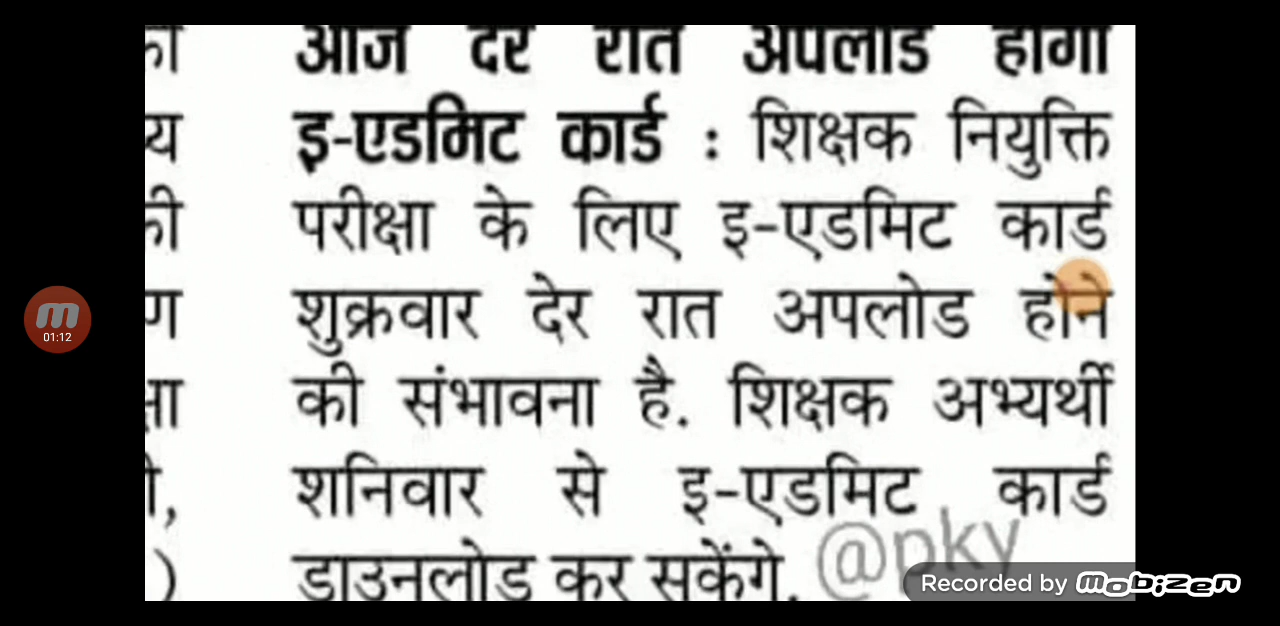 की
आज देर रात अपलोड होगा
य
इ-एडमिट कार्ड : शिक्षक नियुक्ति
की
परीक्षा के लिए इ-एडमिट कार्ड
ण
शुक्रवार देर रात अपलोड होने
की संभावना है. शिक्षक अभ्यर्थी
शनिवार से इ-एडमिट कार्ड
डाउनलोड कर सकेंगे.
)
@pky
01:12
Recorded by mobizen